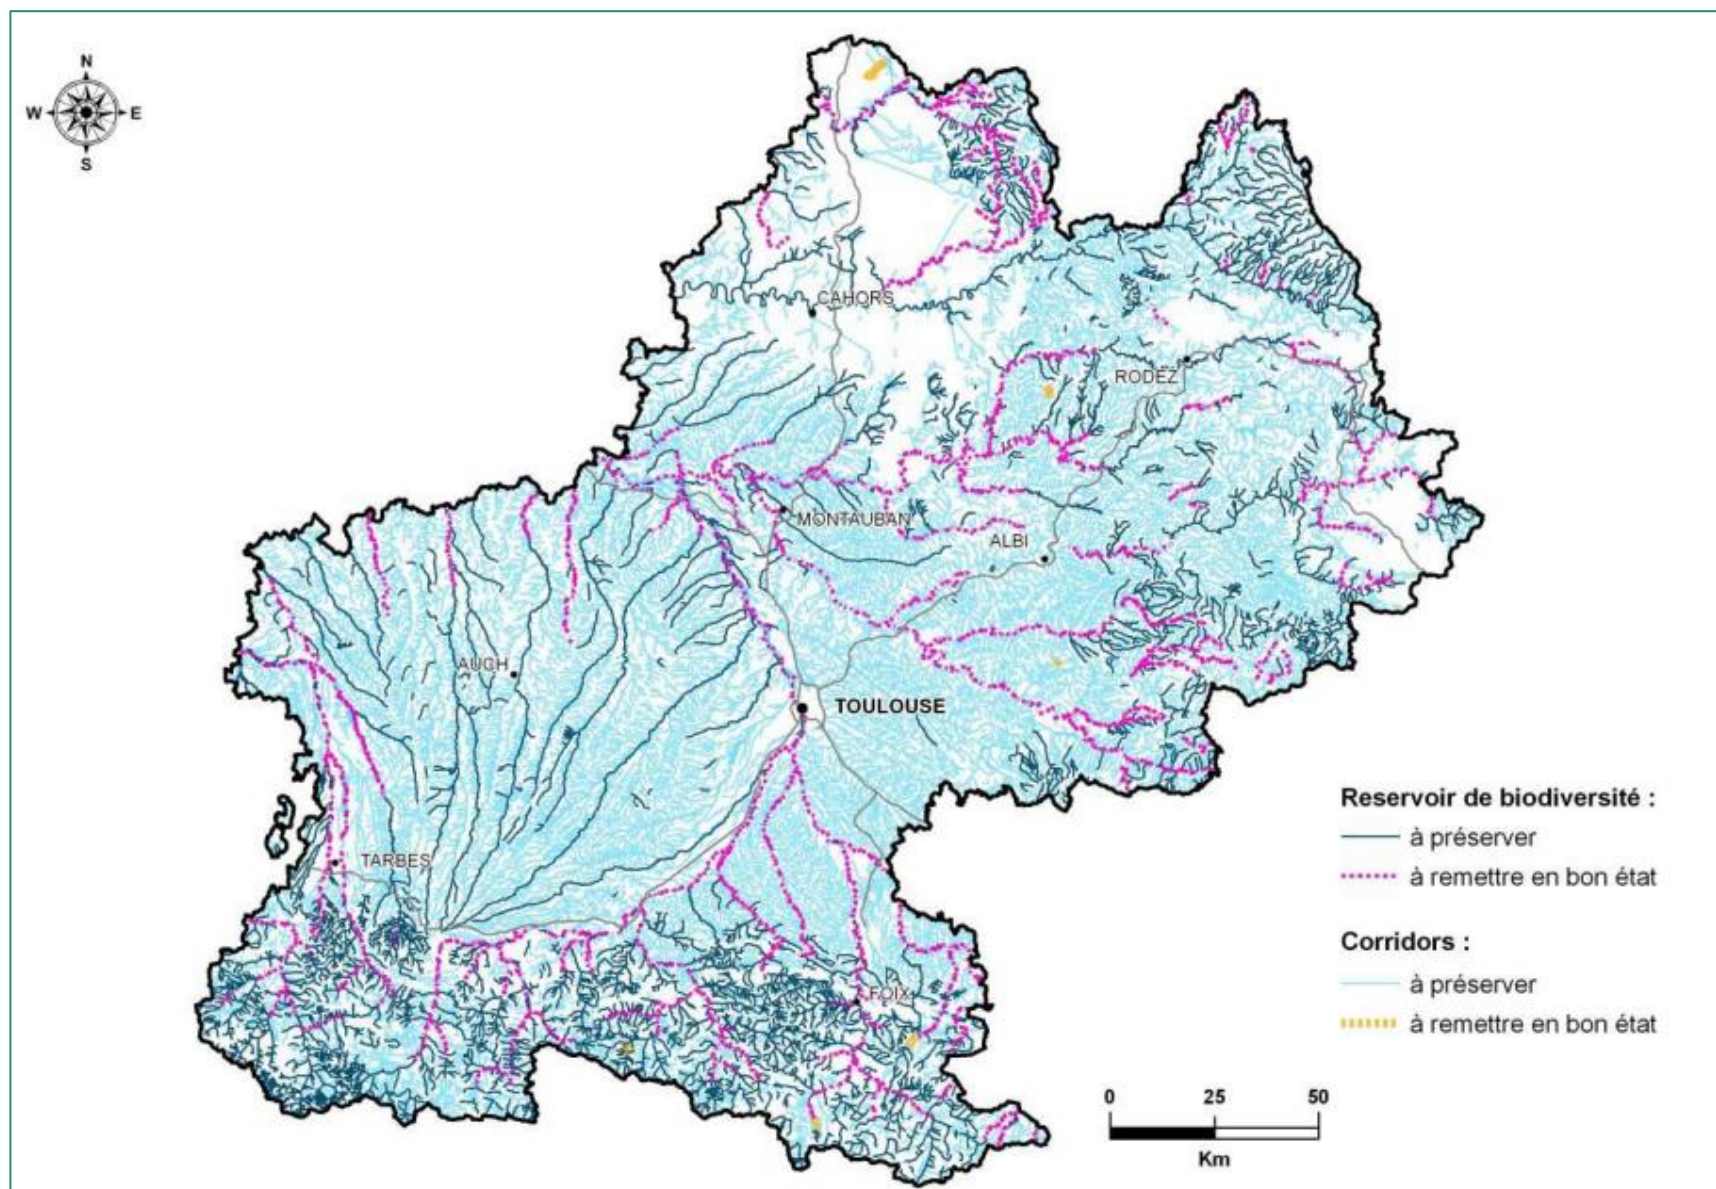 N
W E
S
CAHORS
RODEZ
MONTAUBAN
ALBI
AUCH
TOULOUSE
Reservoir de biodiversité :
à préserver
TARBES
à remettre en bon état
Corridors :
à préserver
FOIX
à remettre en bon état
0 25 50
Km